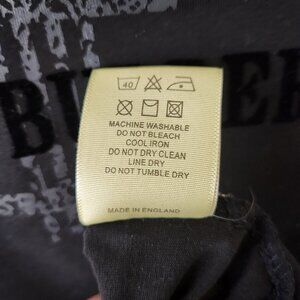 40
MACHINE WASHABLE
DO NOT BLEACH
COOL IRON
DO NOT DRY CLEAN
LINE DRY
DO NOT TUMBLE DRY
MADE IN ENGLAND